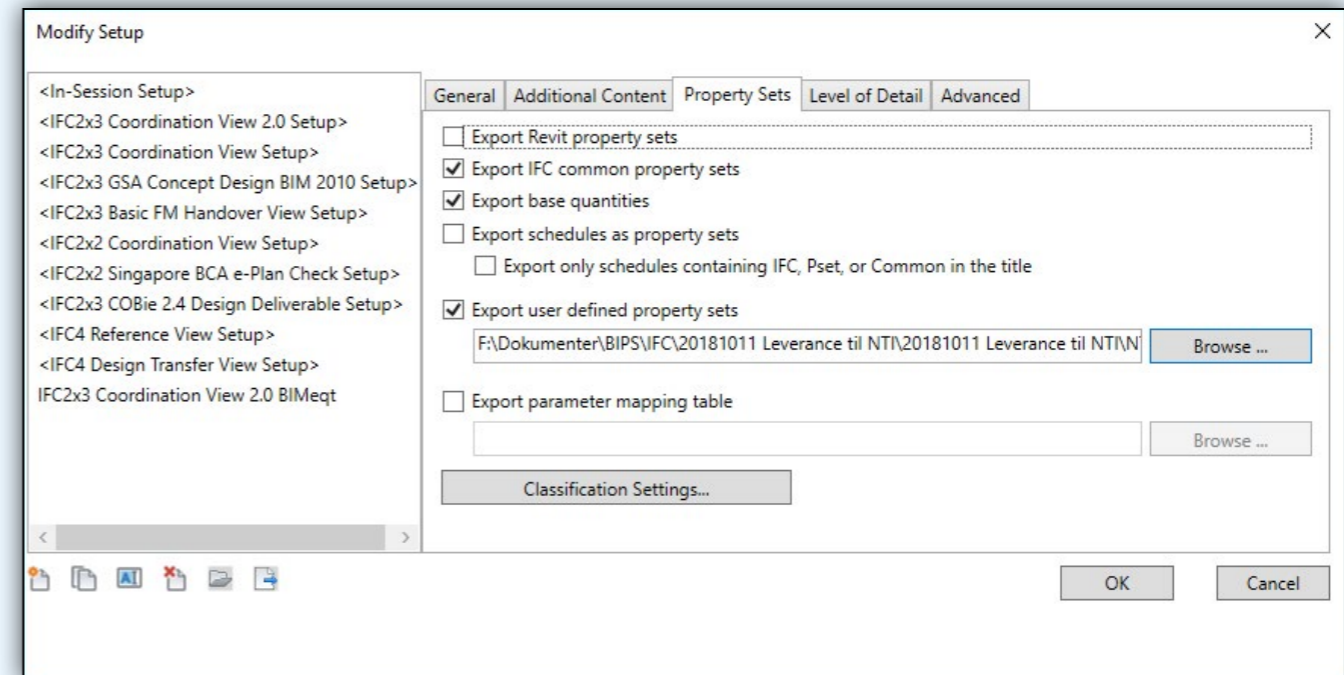 Modify Setup
<In-Session Setup>
<IFC2x3 Coordination View 2.0 Setup>
<IFC2x3 Coordination View Setup>
<IFC2x3 GSA Concept Design BIM 2010 Setup>
<IFC2x3 Basic FM Handover View Setup>
<IFC2x2 Coordination View Setup>
<IFC2x2 Singapore BCA e-Plan Check Setup>
<IFC2x3 COBie 2.4 Design Deliverable Setup>
<IFC4 Reference View Setup>
<IFC4 Design Transfer View Setup>
IFC2x3 Coordination View 2.0 BIMeqt
General Additional Content Property Sets Level of Detail Advanced
Export Revit property sets
Export IFC common property sets
Export base quantities
Export schedules as property sets
Export only schedules containing IFC, Pset, or Common in the title
Export user defined property sets
F:\Dokumenter\BIPS\IFC\20181011 Leverance til NTI\20181011 Leverance til NTI\N Browse ...
Export parameter mapping table
Browse ...
Classification Settings...
OK Cancel